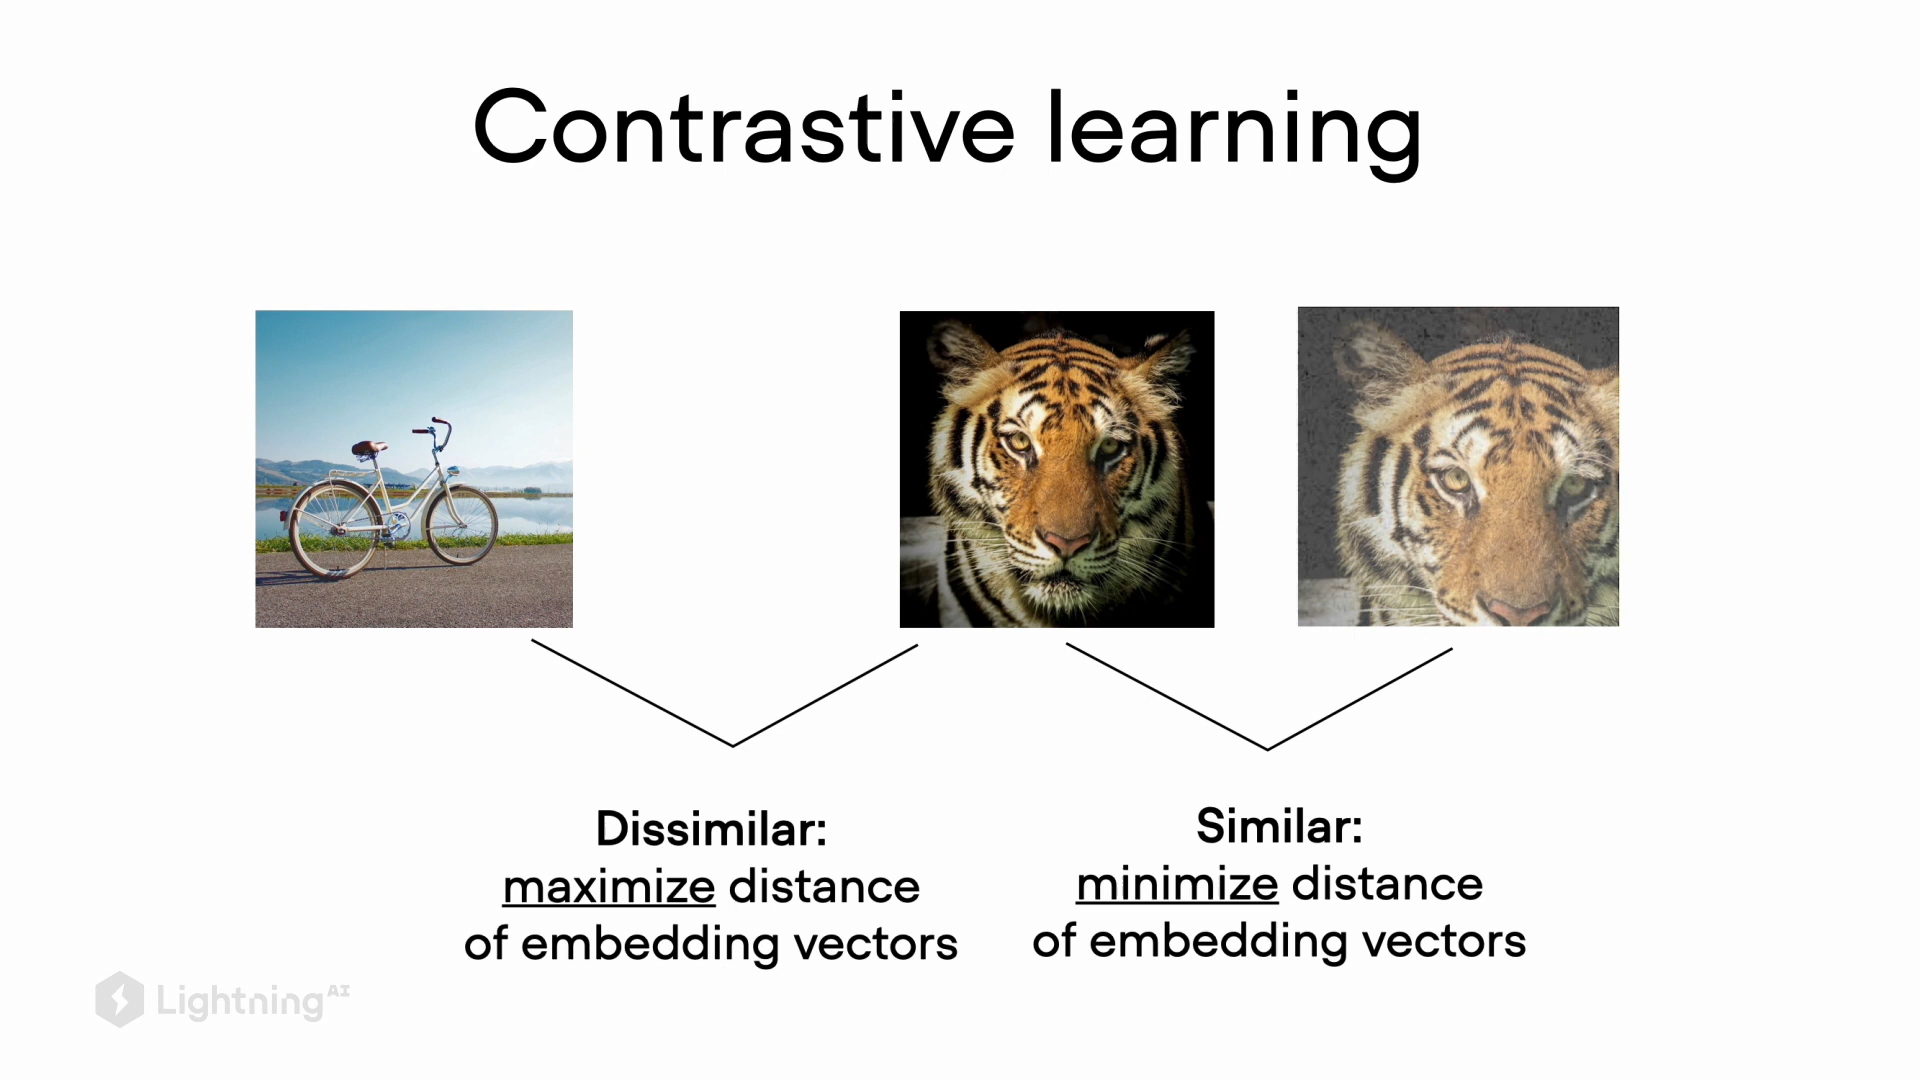 Contrastive learning
Dissimilar:
maximize distance
of embedding vectors
Similar:
minimize distance
of embedding vectors
Lightning AI